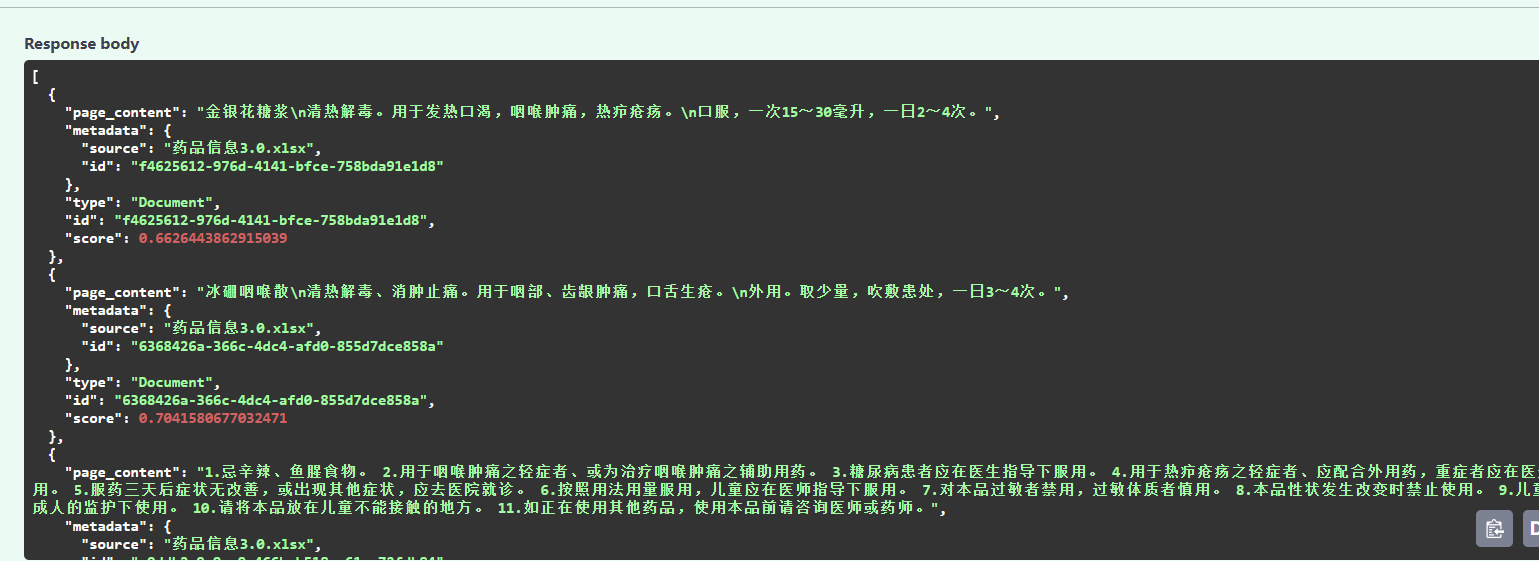 Response body
[
{
"page_content": "金银花糖浆\n清热解毒。用于发热口渴，咽喉肿痛，热疖疮疡。\n口服，一次15～30毫升，一日2～4次。",
"metadata": {
"source": "药品信息3.0.xlsx",
"id": "f4625612-976d-4141-bfce-758bda91e1d8"
},
"type": "Document",
"id": "f4625612-976d-4141-bfce-758bda91e1d8",
"score": 0.6626443862915039
},
{
"page_content": "冰硼咽喉散\n清热解毒、消肿止痛。用于咽部、齿龈肿痛，口舌生疮。\n外用。取少量，吹敷患处，一日3～4次。",
"metadata": {
"source": "药品信息3.0.xlsx",
"id": "6368426a-366c-4dc4-afd0-855d7dce858a"
},
"type": "Document",
"id": "6368426a-366c-4dc4-afd0-855d7dce858a",
"score": 0.7041580677032471
},
{
"page_content": "1.忌辛辣、鱼腥食物。 2.用于咽喉肿痛之轻症者、或为治疗咽喉肿痛之辅助用药。 3.糖尿病患者应在医生指导下服用。 4.用于热疖疮疡之轻症者、应配合外用药，重症者应在医
用。 5.服药三天后症状无改善，或出现其他症状，应去医院就诊。 6.按照用法用量服用，儿童应在医师指导下服用。 7.对本品过敏者禁用，过敏体质者慎用。 8.本品性状发生改变时禁止使用。 9.儿
成人的监护下使用。 10.请将本品放在儿童不能接触的地方。 11.如正在使用其他药品，使用本品前请咨询医师或药师。",
"metadata": {
"source": "药品信息3.0.xlsx",